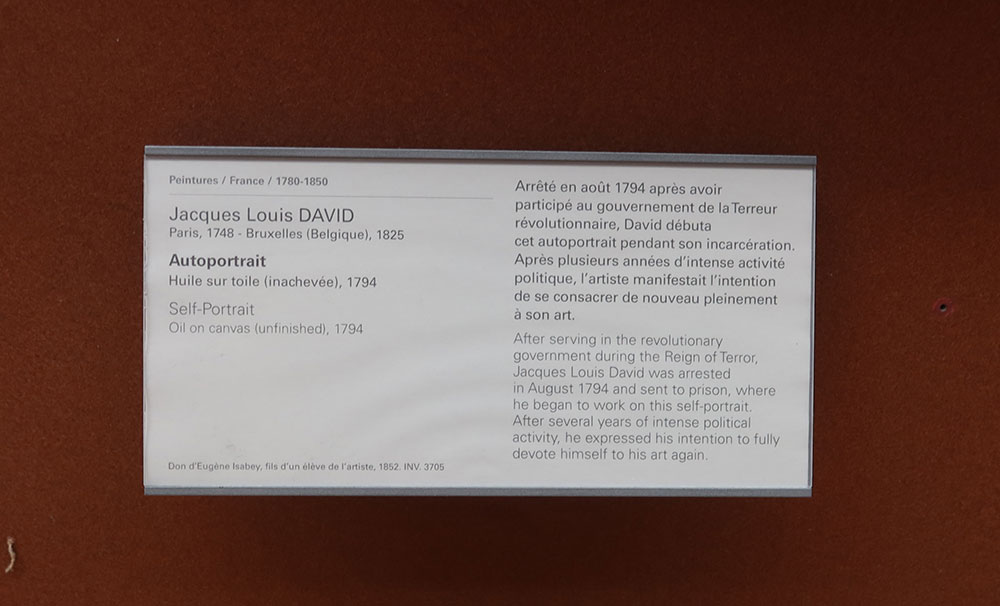 Peintures / France / 1780-1850
Jacques Louis DAVID
Paris, 1748 - Bruxelles (Belgique), 1825
Autoportrait
Huile sur toile (inachevée), 1794
Self-Portrait
Oil on canvas (unfinished), 1794
Don d'Eugène Isabey, fils d'un élève de l'artiste, 1852. INV. 3705
Arrêté en août 1794 après avoir
participé au gouvernement de la Terreur
révolutionnaire, David débuta
cet autoportrait pendant son incarcération.
Après plusieurs années d'intense activité
politique, l'artiste manifestait l'intention
de se consacrer de nouveau pleinement
à son art.
After serving in the revolutionary
government during the Reign of Terror,
Jacques Louis David was arrested
in August 1794 and sent to prison, where
he began to work on this self-portrait.
After several years of intense political
activity, he expressed his intention to fully
devote himself to his art again.